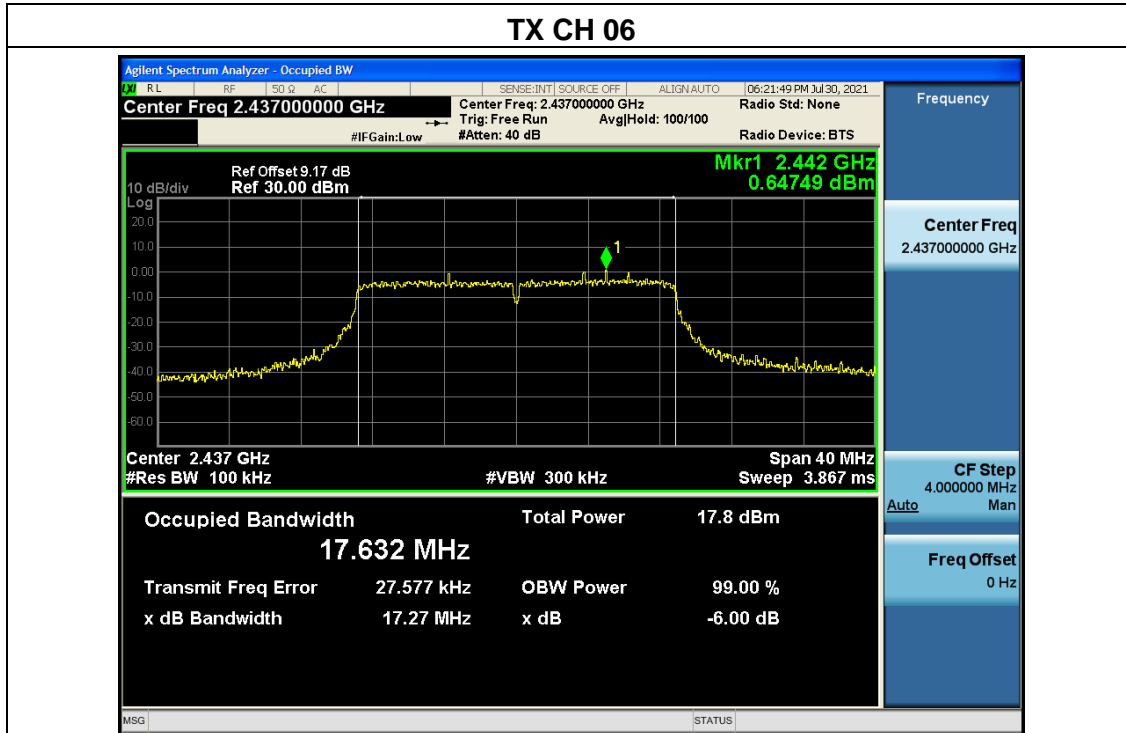 TX CH 06
Agilent Spectrum Analyzer - Occupied BW
LXI RL RF 50 Ω AC SENSE:INT SOURCE OFF ALIGN AUTO 06:21:49 PM Jul 30, 2021
Center Freq 2.437000000 GHz
Center Freq: 2.437000000 GHz
Radio Std: None
Trig: Free Run Avg|Hold: 100/100
#IFGain:Low #Atten: 40 dB Radio Device: BTS
Frequency
Ref Offset 9.17 dB
10 dB/div Ref 30.00 dBm
Mkr1 2.442 GHz
0.64749 dBm
Log
20.0
10.0
0.00
-10.0
-20.0
-30.0
-40.0
-50.0
-60.0
1
Center 2.437 GHz Span 40 MHz
#Res BW 100 kHz #VBW 300 kHz Sweep 3.867 ms
Occupied Bandwidth Total Power 17.8 dBm
17.632 MHz
Transmit Freq Error 27.577 kHz OBW Power 99.00 %
x dB Bandwidth 17.27 MHz x dB -6.00 dB
Center Freq
2.437000000 GHz
CF Step
4.000000 MHz
Auto Man
Freq Offset
0 Hz
MSG STATUS